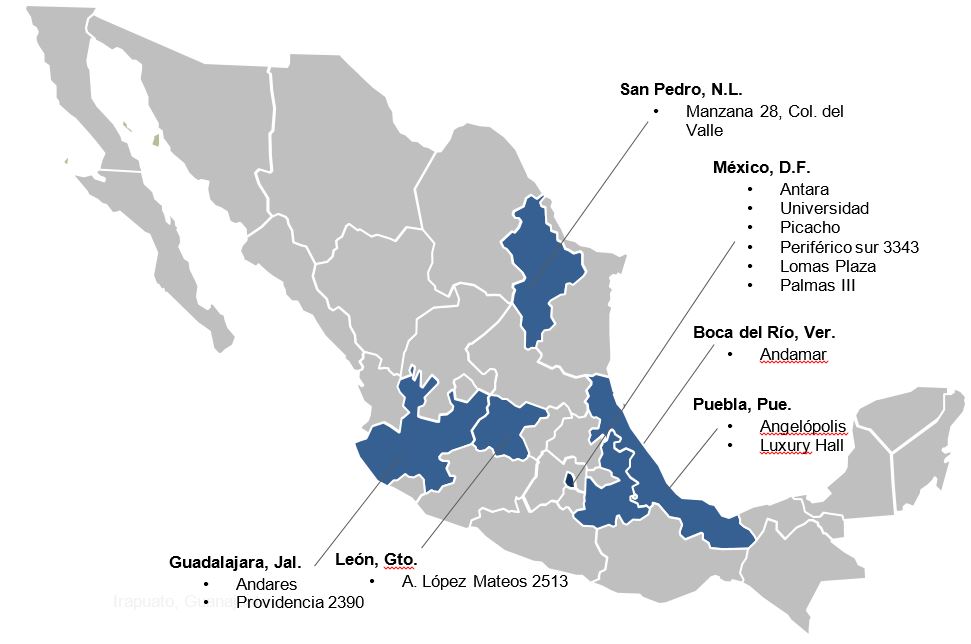 San Pedro, N.L.
• Manzana 28, Col. del
Valle
México, D.F.
• Antara
• Universidad
• Picacho
• Periférico sur 3343
• Lomas Plaza
• Palmas III
Boca del Río, Ver.
• Andamar
Puebla, Pue.
• Angelópolis
• Luxury Hall
Guadalajara, Jal.
• Andares
• Providencia 2390
León, Gto.
• A. López Mateos 2513
Irapuato,